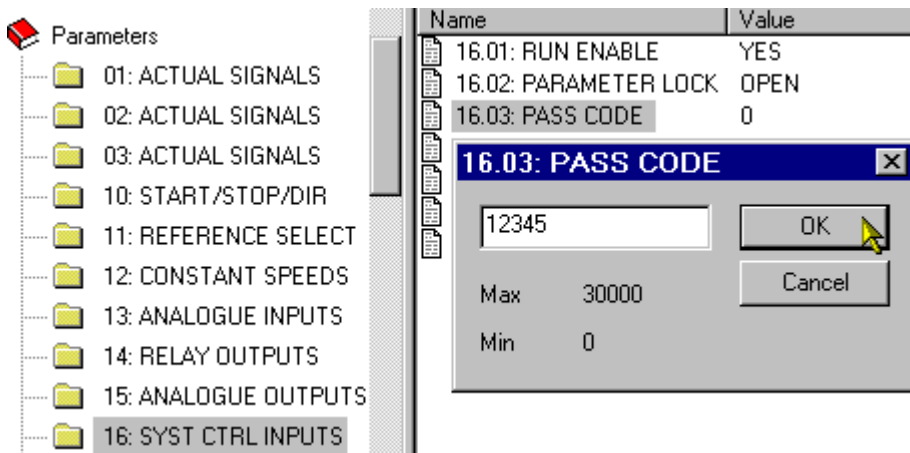 Parameters
01: ACTUAL SIGNALS
02: ACTUAL SIGNALS
03: ACTUAL SIGNALS
10: START/STOP/DIR
11: REFERENCE SELECT
12: CONSTANT SPEEDS
13: ANALOGUE INPUTS
14: RELAY OUTPUTS
15: ANALOGUE OUTPUTS
16: SYST CTRL INPUTS
Name Value
16.01: RUN ENABLE YES
16.02: PARAMETER LOCK OPEN
16.03: PASS CODE 0
16.03: PASS CODE
12345 OK
Cancel
Max 30000
Min 0